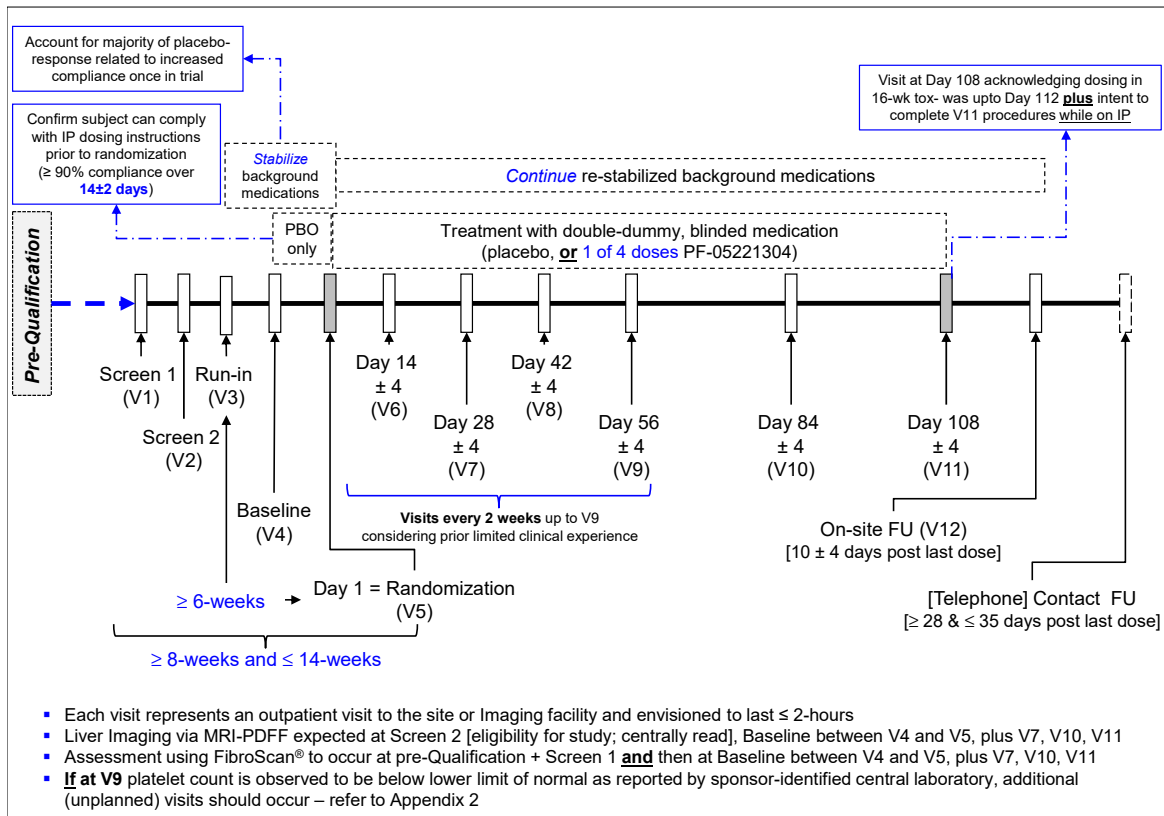 Account for majority of placebo-
response related to increased
compliance once in trial
Visit at Day 108 acknowledging dosing in
16-wk tox- was upto Day 112 plus intent to
complete V11 procedures while on IP
Confirm subject can comply
with IP dosing instructions
prior to randomization
(≥ 90% compliance over
14±2 days)
Stabilize
background
medications
Continue re-stabilized background medications
PBO
only
Treatment with double-dummy, blinded medication
(placebo, or 1 of 4 doses PF-05221304)
Pre-Qualification
Screen 1
(V1)
Screen 2
(V2)
Run-in
(V3)
Baseline
(V4)
Day 14
± 4
(V6)
Day 28
± 4
(V7)
Day 42
± 4
(V8)
Day 56
± 4
(V9)
Day 84
± 4
(V10)
Day 108
± 4
(V11)
Visits every 2 weeks up to V9
considering prior limited clinical experience
On-site FU (V12)
[10 ± 4 days post last dose]
≥ 6-weeks
Day 1 = Randomization
(V5)
[Telephone] Contact FU
[≥ 28 & ≤ 35 days post last dose]
≥ 8-weeks and ≤ 14-weeks
▪ Each visit represents an outpatient visit to the site or Imaging facility and envisioned to last ≤ 2-hours
▪ Liver Imaging via MRI-PDFF expected at Screen 2 [eligibility for study; centrally read], Baseline between V4 and V5, plus V7, V10, V11
▪ Assessment using FibroScan® to occur at pre-Qualification + Screen 1 and then at Baseline between V4 and V5, plus V7, V10, V11
▪ If at V9 platelet count is observed to be below lower limit of normal as reported by sponsor-identified central laboratory, additional
(unplanned) visits should occur – refer to Appendix 2